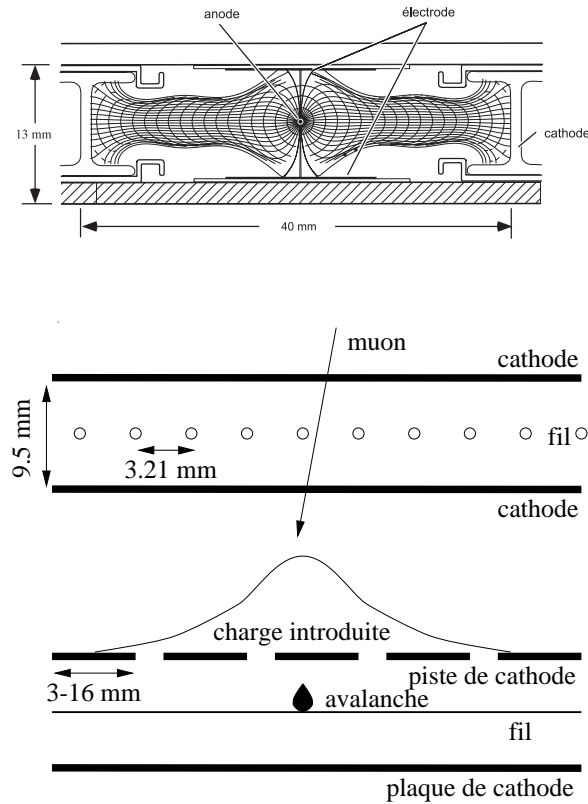 anode
électrode
13 mm
cathode
40 mm
muon
cathode
9.5 mm
fil
3.21 mm
cathode
charge introduite
piste de cathode
3-16 mm
avalanche
fil
plaque de cathode